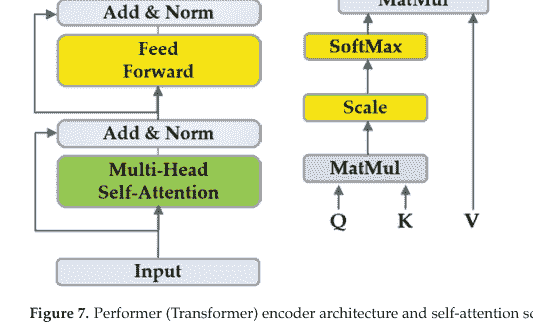 Add & Norm
Feed
Forward
Add & Norm
Multi-Head
Self-Attention
Input
MatMul
SoftMax
Scale
MatMul
Q K V
Figure 7. Performer (Transformer) encoder architecture and self-attention